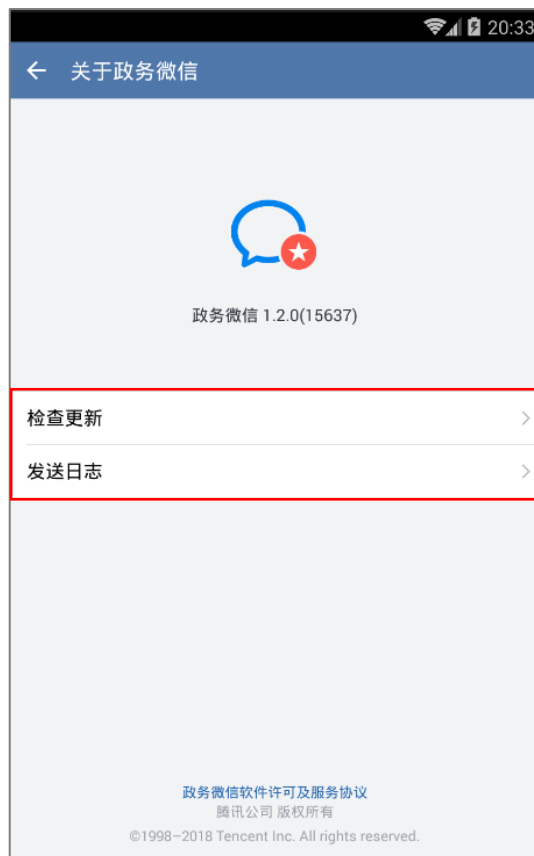 20:33
关于政务微信
政务微信 1.2.0(15637)
检查更新
发送日志
政务微信软件许可及服务协议
腾讯公司 版权所有
©1998–2018 Tencent Inc. All rights reserved.